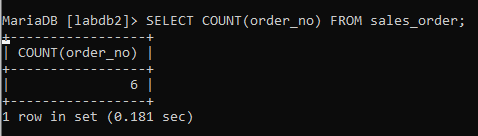 MariaDB [labdb2]> SELECT COUNT(order_no) FROM sales_order;
+-----------------+
| COUNT(order_no) |
+-----------------+
|               6 |
+-----------------+
1 row in set (0.181 sec)